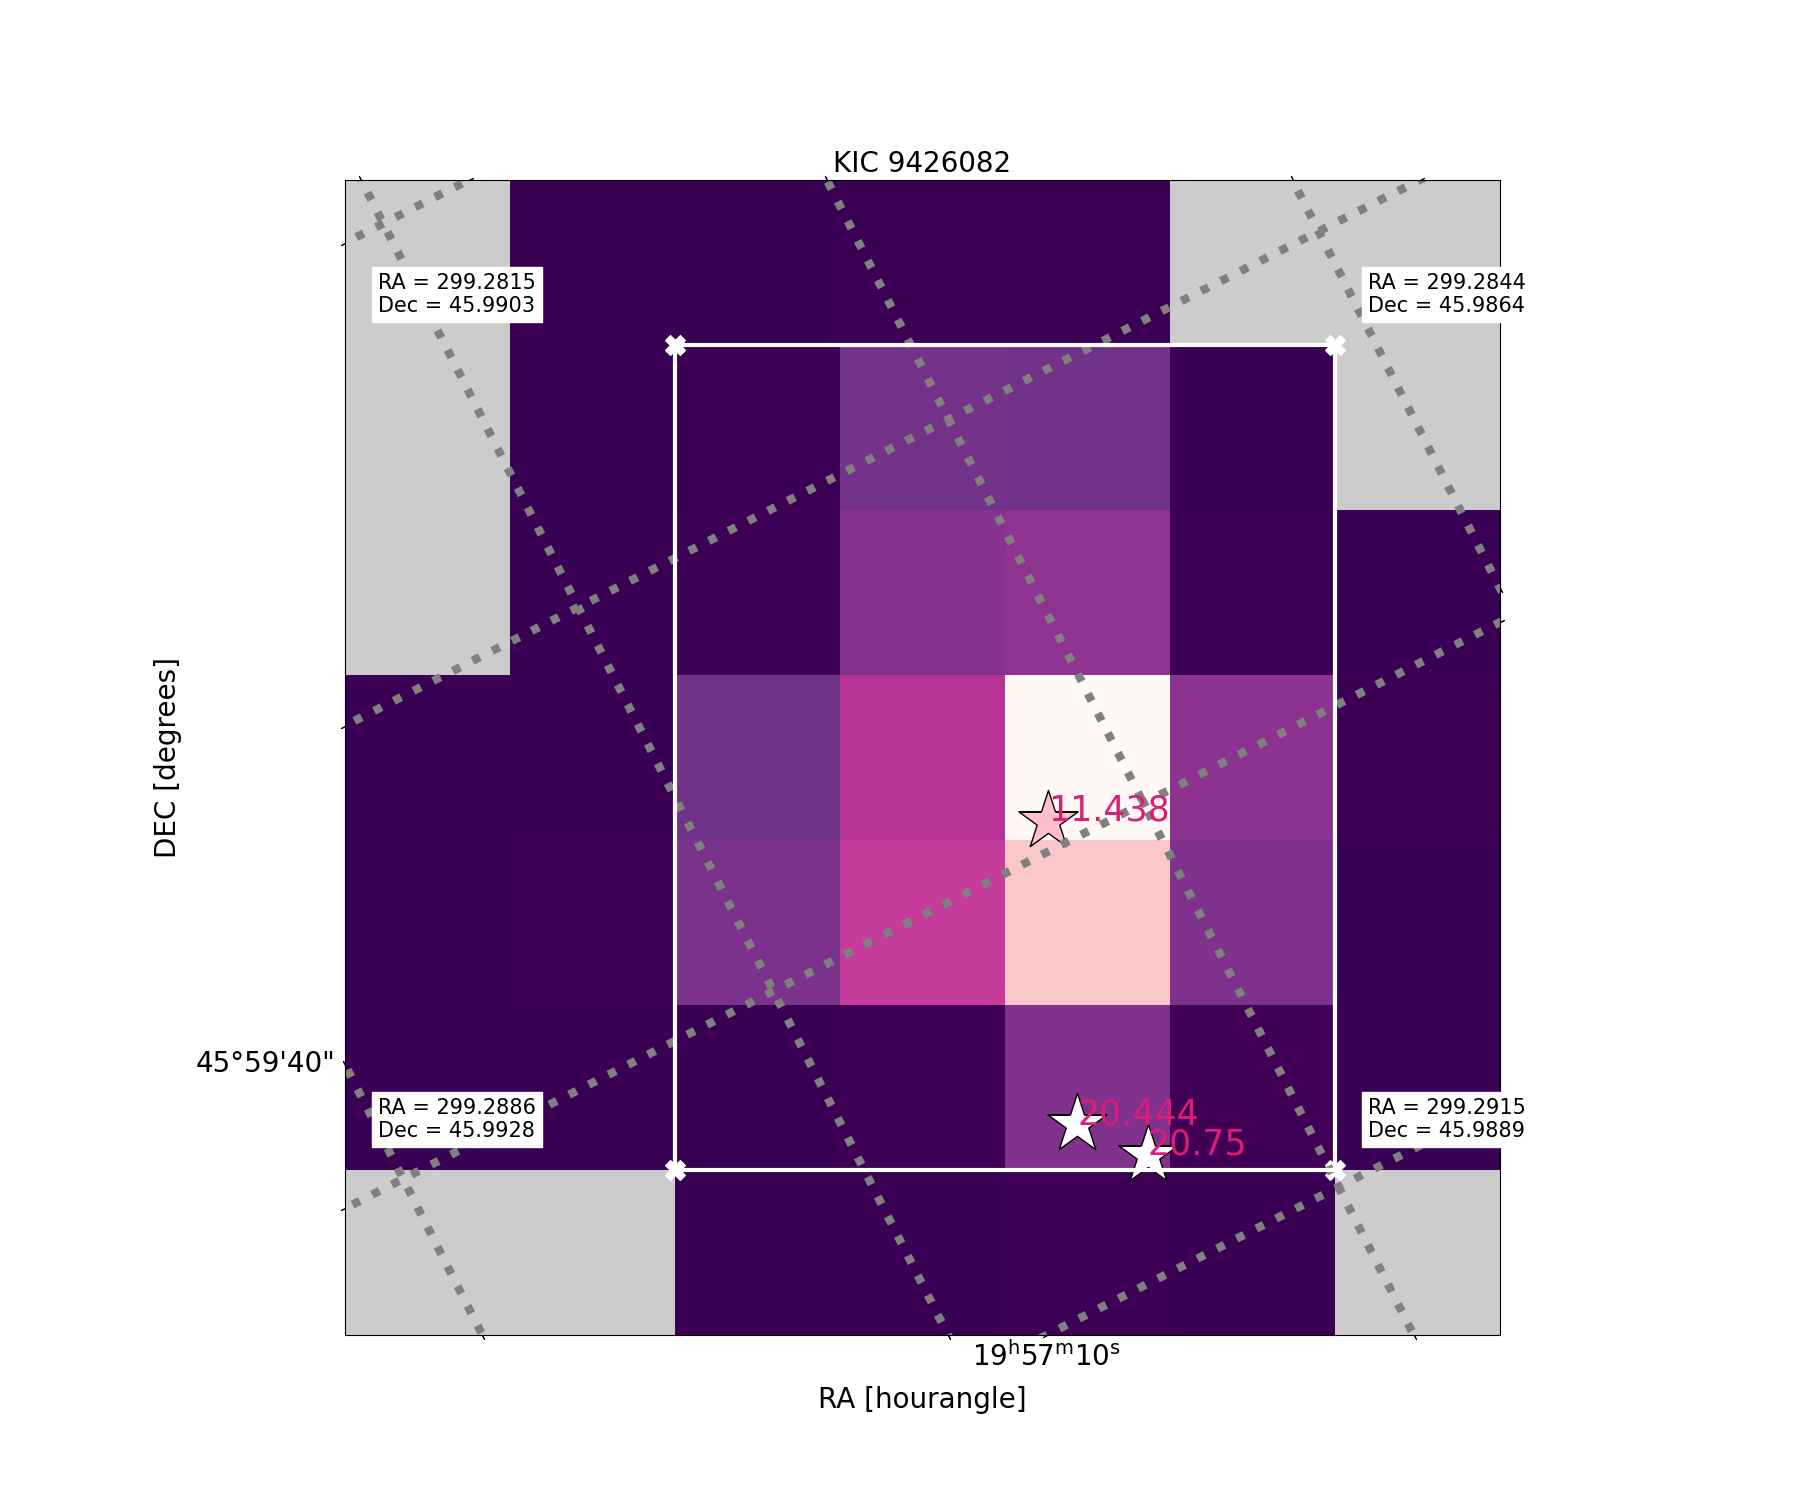 KIC 9426082
RA = 299.2815
Dec = 45.9903
RA = 299.2844
Dec = 45.9864
11.438
DEC [degrees]
45°59'40"
RA = 299.2886
Dec = 45.9928
20.444
20.75
RA = 299.2915
Dec = 45.9889
19ʰ57ᵐ10ˢ
RA [hourangle]